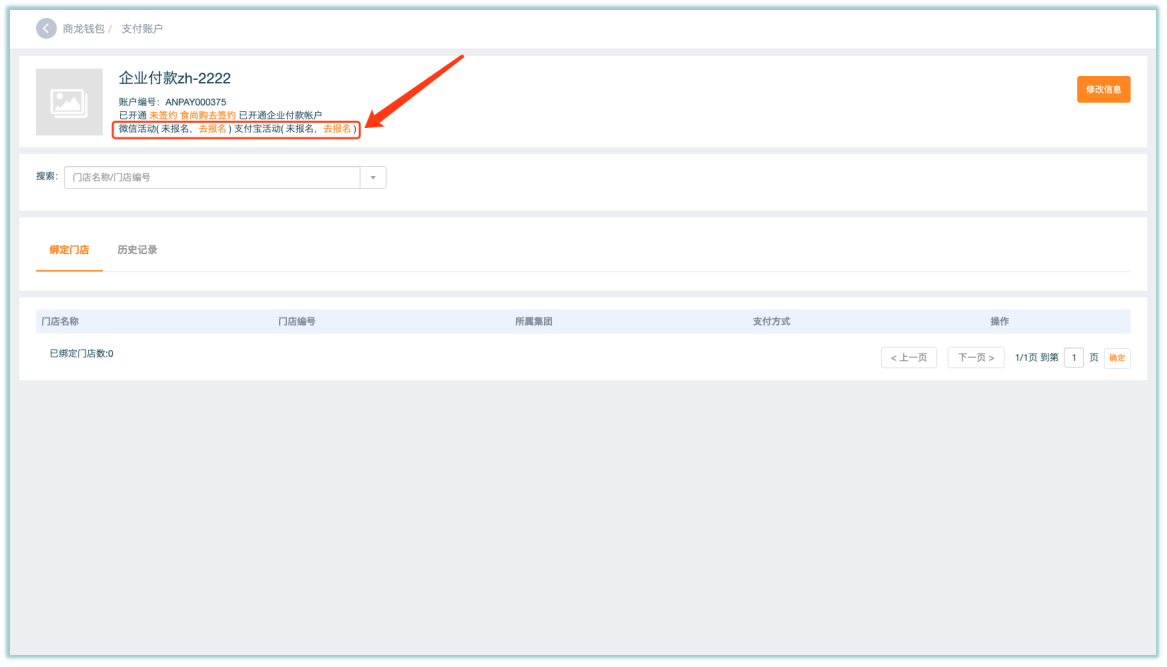 商龙钱包 / 支付账户
企业付款zh-2222
账户编号：ANPAY000375
已开通 未签约 食尚购去签约 已开通企业付款帐户
微信活动( 未报名，去报名 ) 支付宝活动( 未报名，去报名 )
修改信息
搜索： 门店名称/门店编号
绑定门店 历史记录
门店名称 门店编号 所属集团 支付方式 操作
已绑定门店数:0 < 上一页 下一页 > 1/1页 到第 1 页 确定